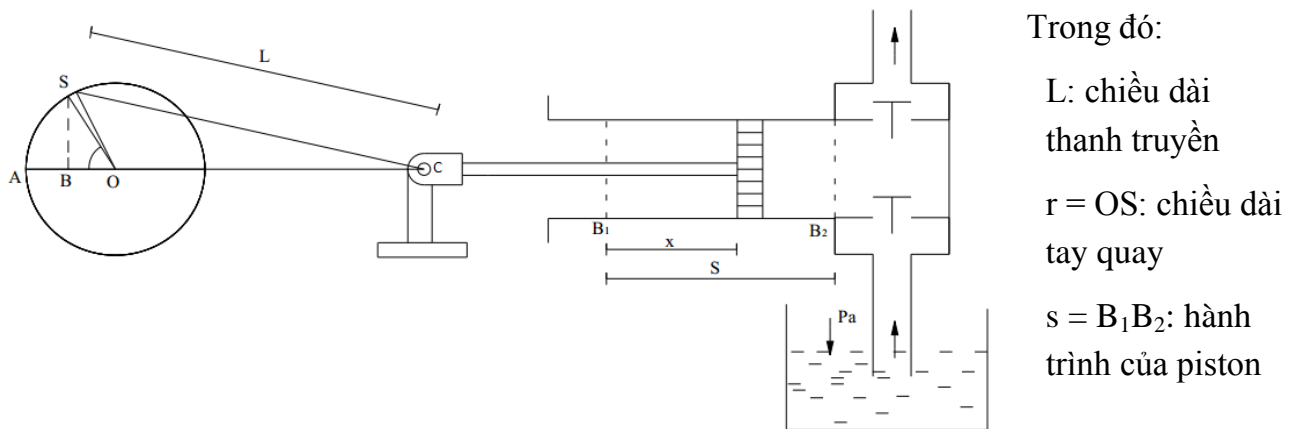 Trong đó:
L: chiều dài
thanh truyền
r = OS: chiều dài
tay quay
s = B₁B₂: hành
trình của piston
L
S
A
B
O
C
B₁
B₂
x
S
Pa